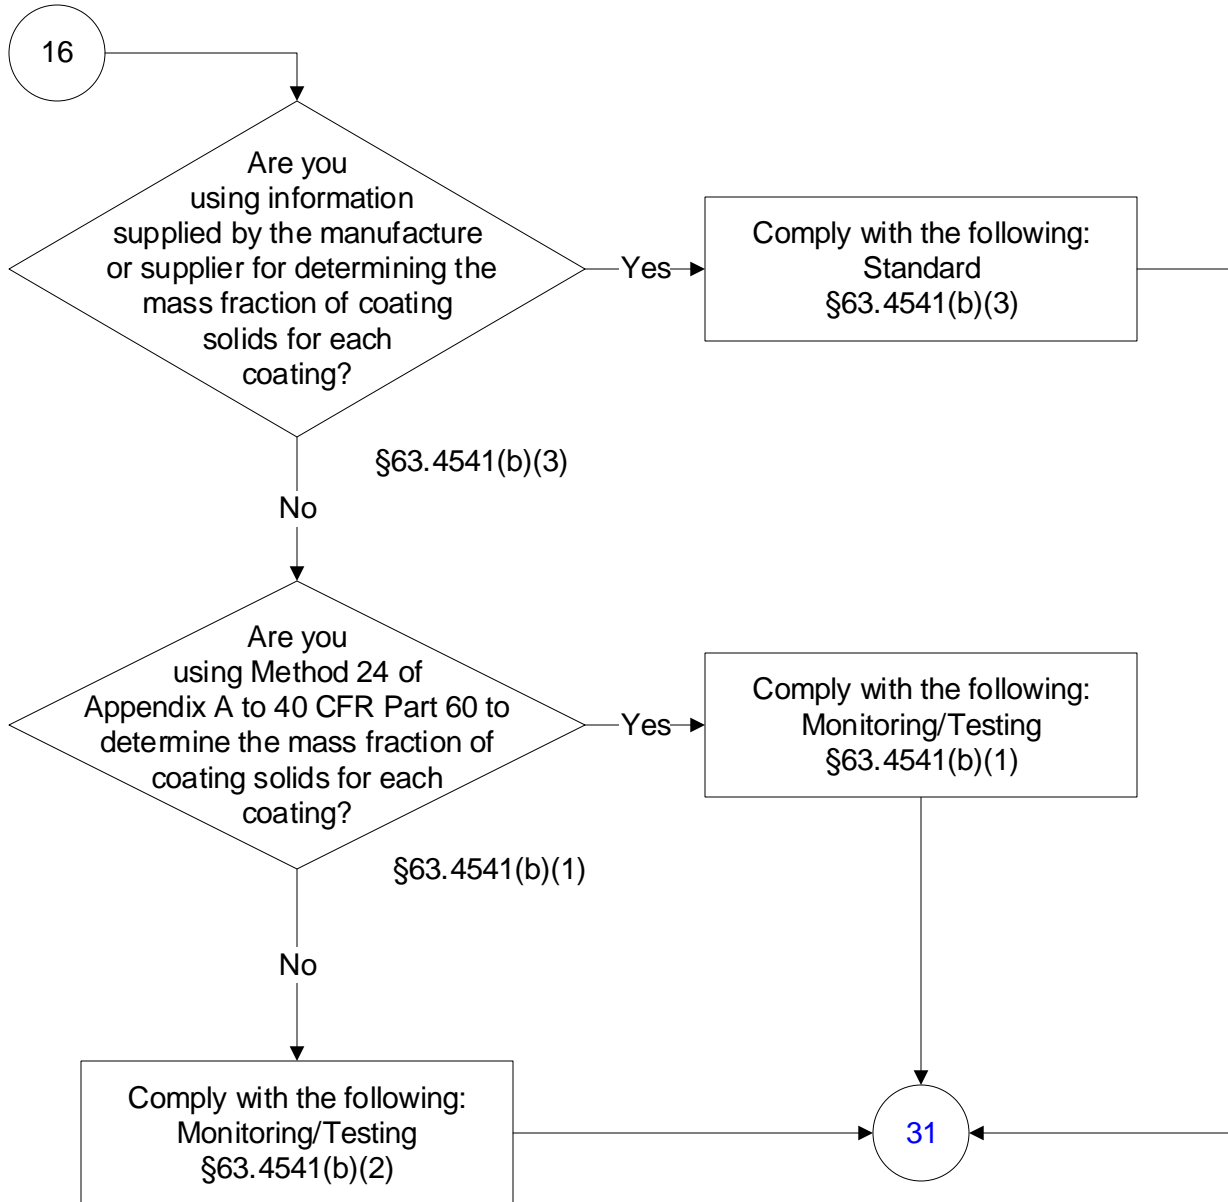 16
Are you
using information
supplied by the manufacture
or supplier for determining the
mass fraction of coating
solids for each
coating?
Yes
Comply with the following:
Standard
§63.4541(b)(3)
§63.4541(b)(3)
No
Are you
using Method 24 of
Appendix A to 40 CFR Part 60 to
determine the mass fraction of
coating solids for each
coating?
Yes
Comply with the following:
Monitoring/Testing
§63.4541(b)(1)
§63.4541(b)(1)
No
Comply with the following:
Monitoring/Testing
§63.4541(b)(2)
31